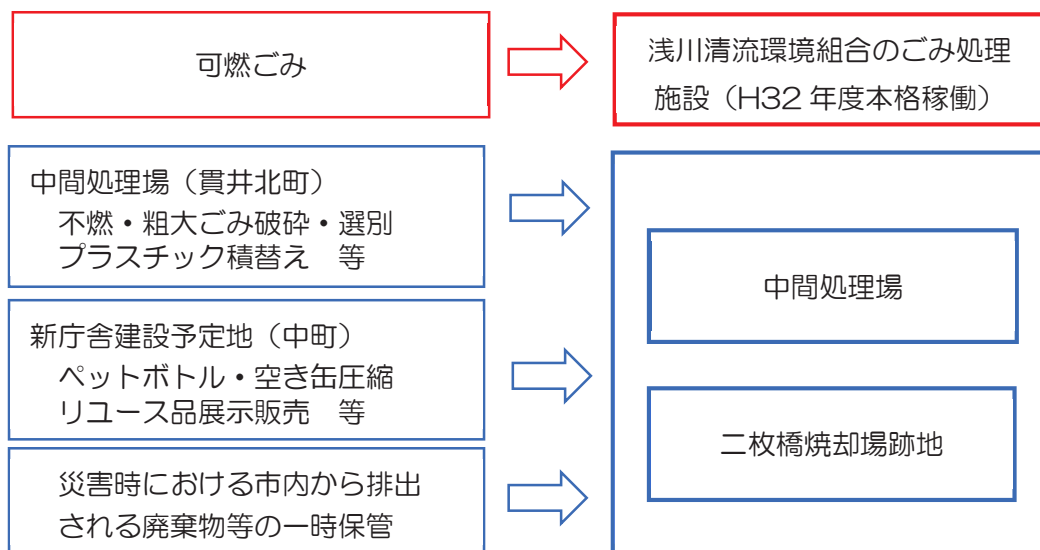 可燃ごみ
浅川清流環境組合のごみ処理
施設（H32 年度本格稼働）
中間処理場（貫井北町）
不燃・粗大ごみ破砕・選別
プラスチック積替え　等
新庁舎建設予定地（中町）
ペットボトル・空き缶圧縮
リユース品展示販売　等
災害時における市内から排出
される廃棄物等の一時保管
中間処理場
二枚橋焼却場跡地